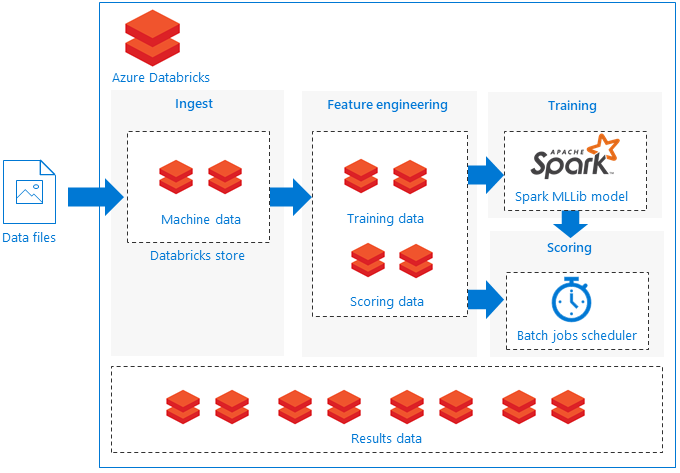 Azure Databricks
Ingest
Feature engineering
Training
Machine data
Databricks store
Training data
Scoring data
APACHE
Spark
Spark MLLib model
Scoring
Batch jobs scheduler
Data files
Results data